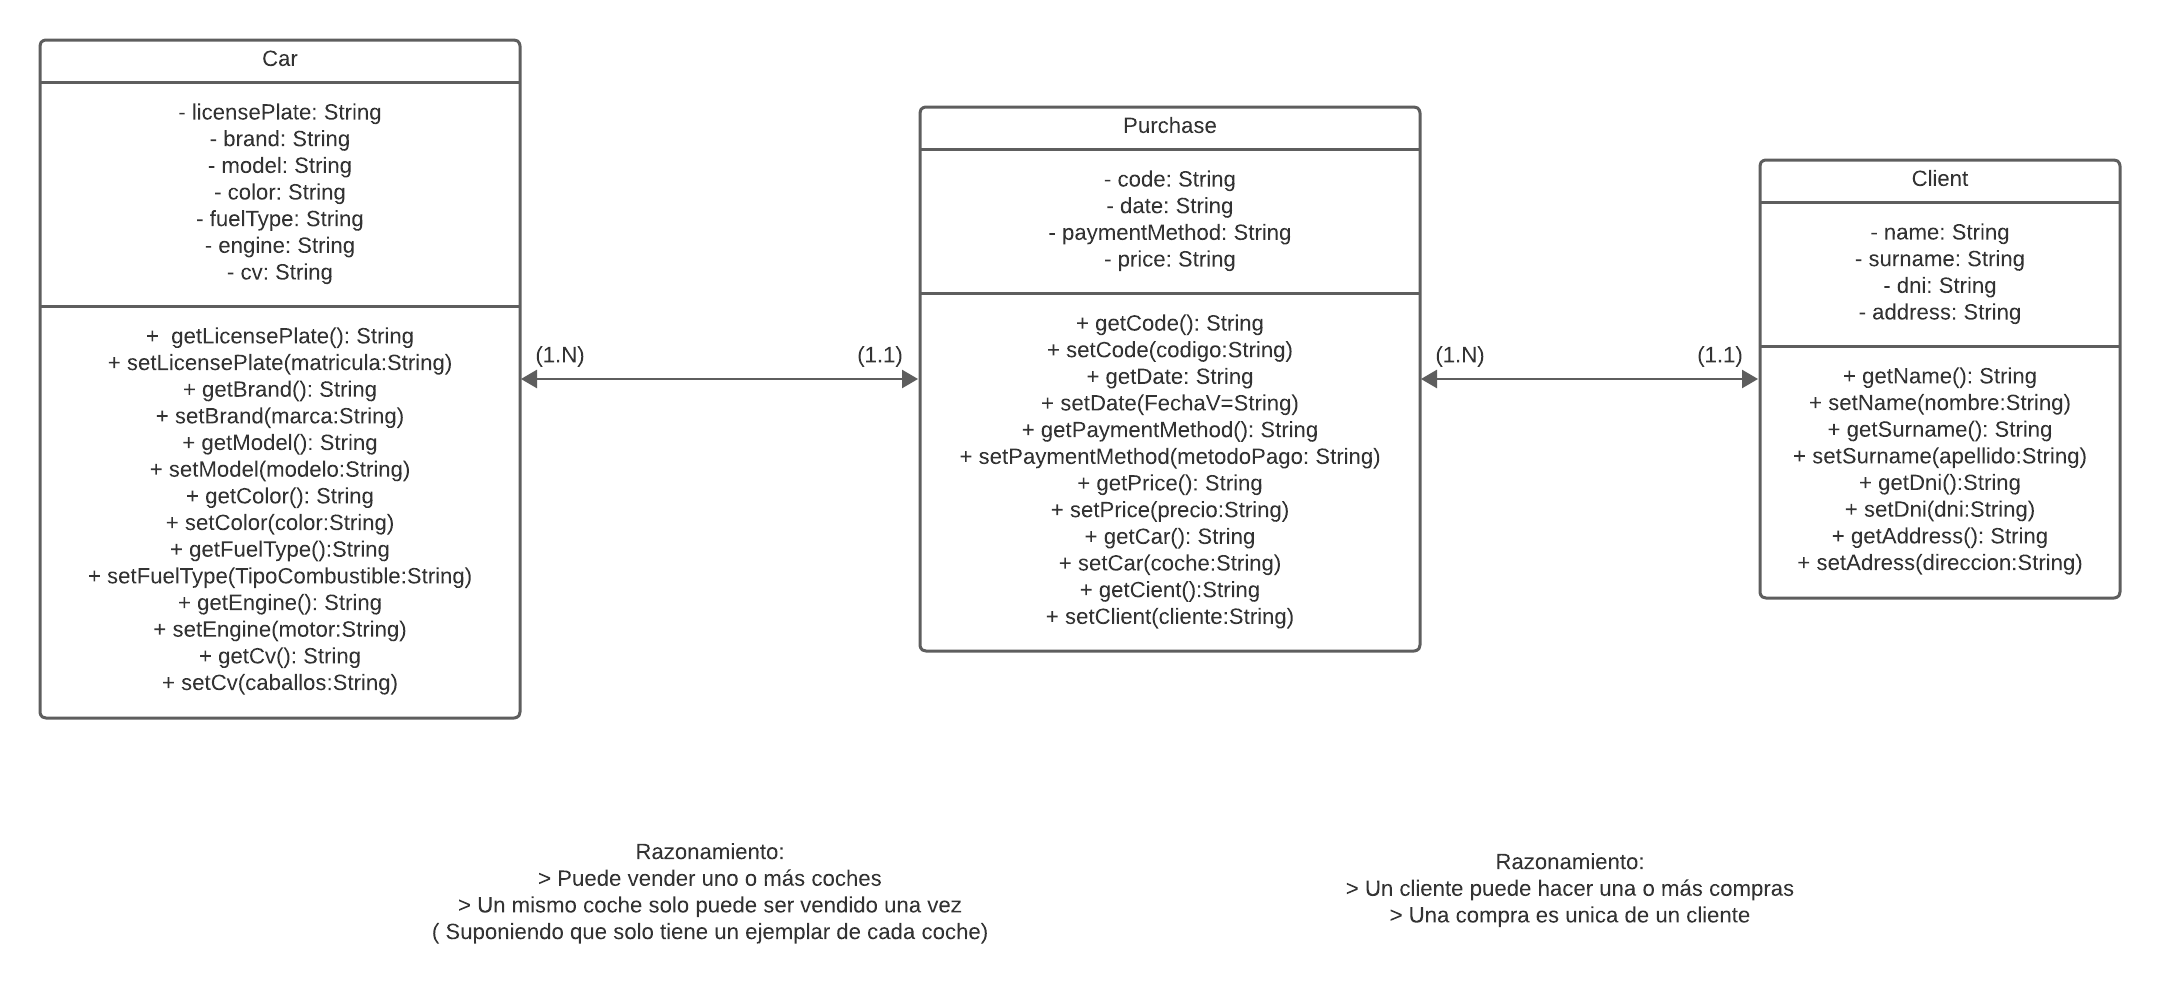 Car
- licensePlate: String
- brand: String
- model: String
- color: String
- fuelType: String
- engine: String
- cv: String
+  getLicensePlate(): String
+ setLicensePlate(matricula:String)
+ getBrand(): String
+ setBrand(marca:String)
+ getModel(): String
+ setModel(modelo:String)
+ getColor(): String
+ setColor(color:String)
+ getFuelType():String
+ setFuelType(TipoCombustible:String)
+ getEngine(): String
+ setEngine(motor:String)
+ getCv(): String
+ setCv(caballos:String)
(1.N)
(1.1)
Purchase
- code: String
- date: String
- paymentMethod: String
- price: String
+ getCode(): String
+ setCode(codigo:String)
+ getDate: String
+ setDate(FechaV=String)
+ getPaymentMethod(): String
+ setPaymentMethod(metodoPago: String)
+ getPrice(): String
+ setPrice(precio:String)
+ getCar(): String
+ setCar(coche:String)
+ getCient():String
+ setClient(cliente:String)
(1.N)
(1.1)
Client
- name: String
- surname: String
- dni: String
- address: String
+ getName(): String
+ setName(nombre:String)
+ getSurname(): String
+ setSurname(apellido:String)
+ getDni():String
+ setDni(dni:String)
+ getAddress(): String
+ setAdress(direccion:String)
Razonamiento:
> Puede vender uno o más coches
> Un mismo coche solo puede ser vendido una vez
( Suponiendo que solo tiene un ejemplar de cada coche)
Razonamiento:
> Un cliente puede hacer una o más compras
> Una compra es unica de un cliente